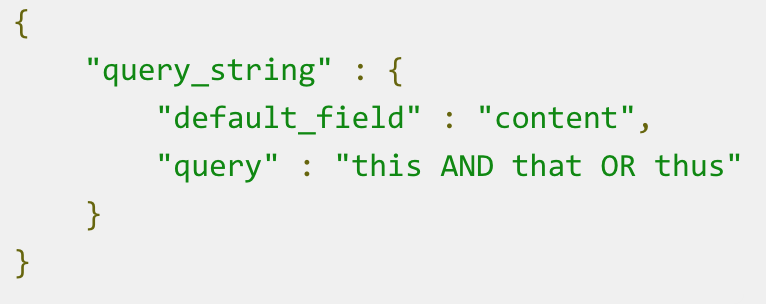 {
    "query_string" : {
        "default_field" : "content",
        "query" : "this AND that OR thus"
    }
}